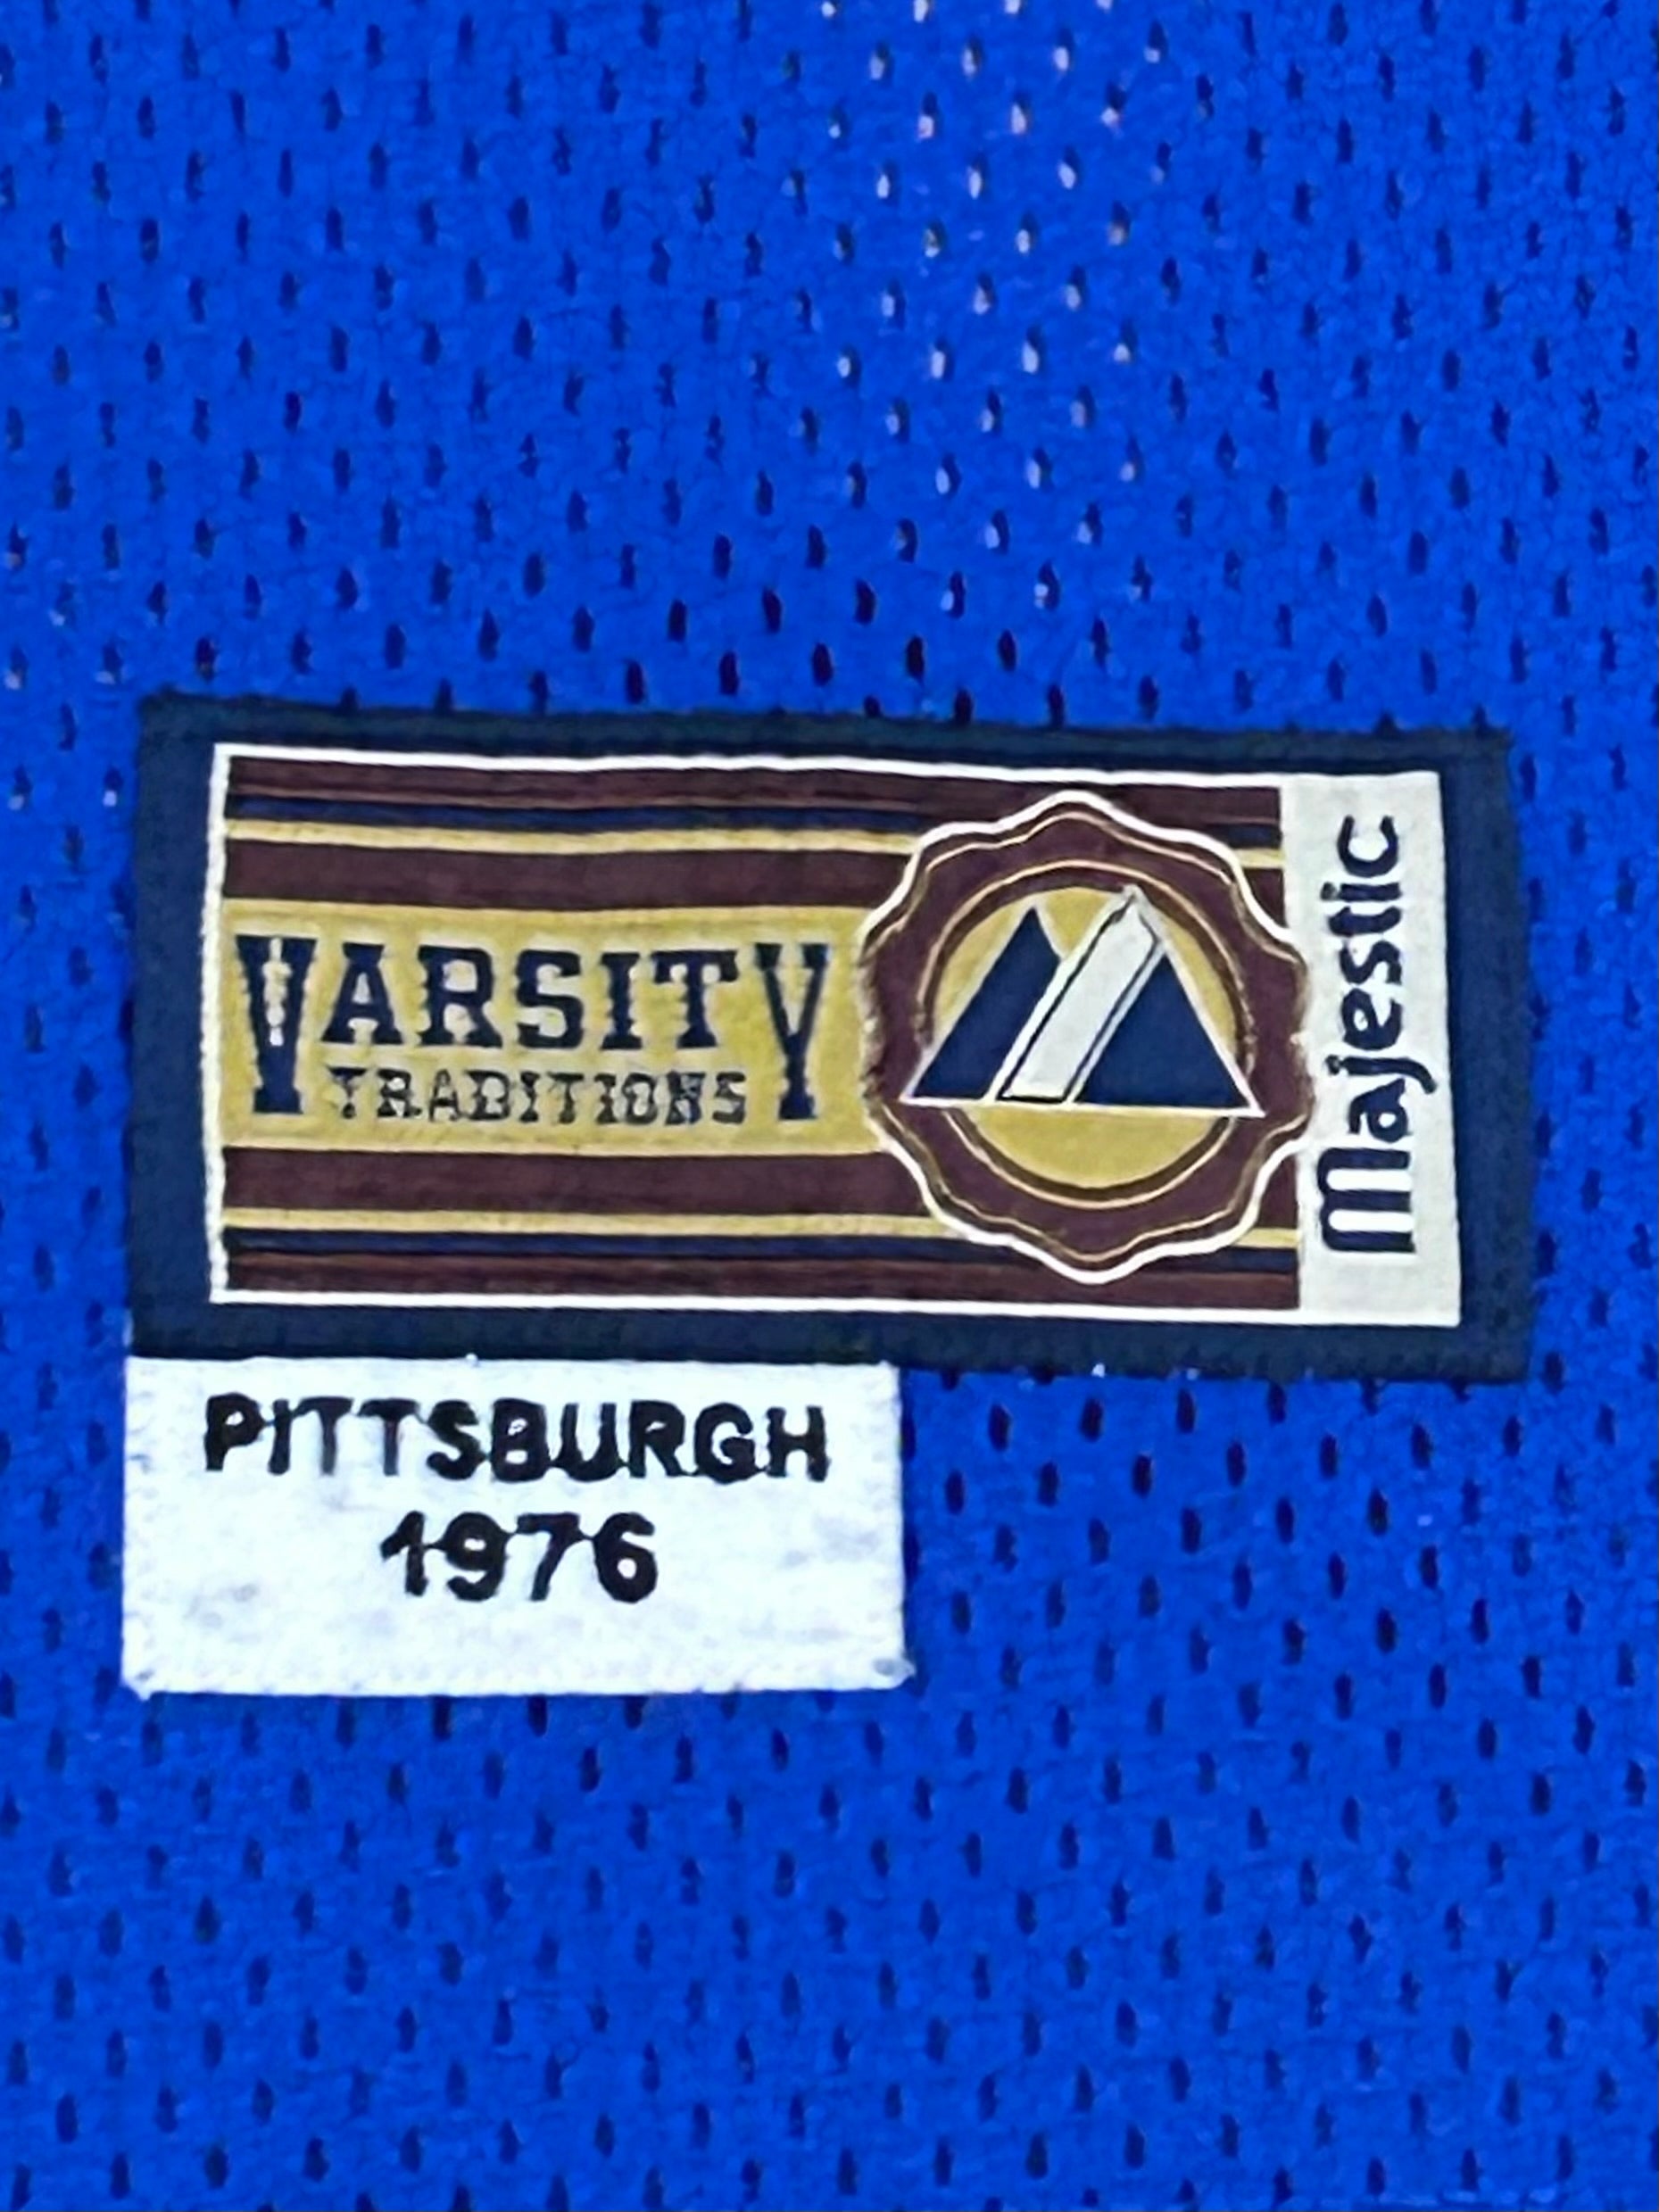 VARSITY
TRADITIONS
Majestic
PITTSBURGH
1976